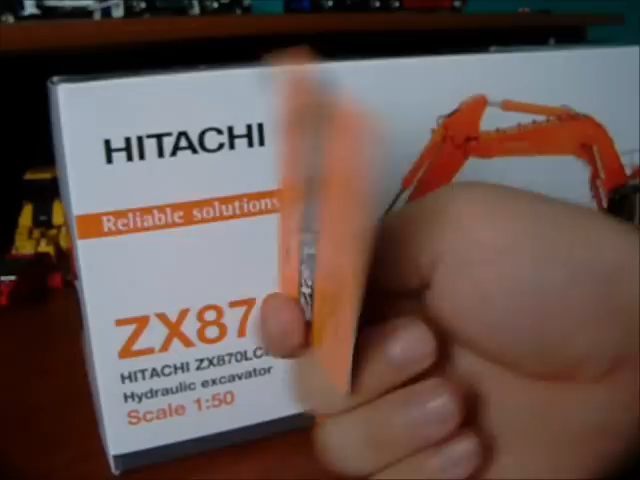 HITACHI
Reliable solutions
ZX87
HITACHI ZX870LC
Hydraulic excavator
Scale 1:50